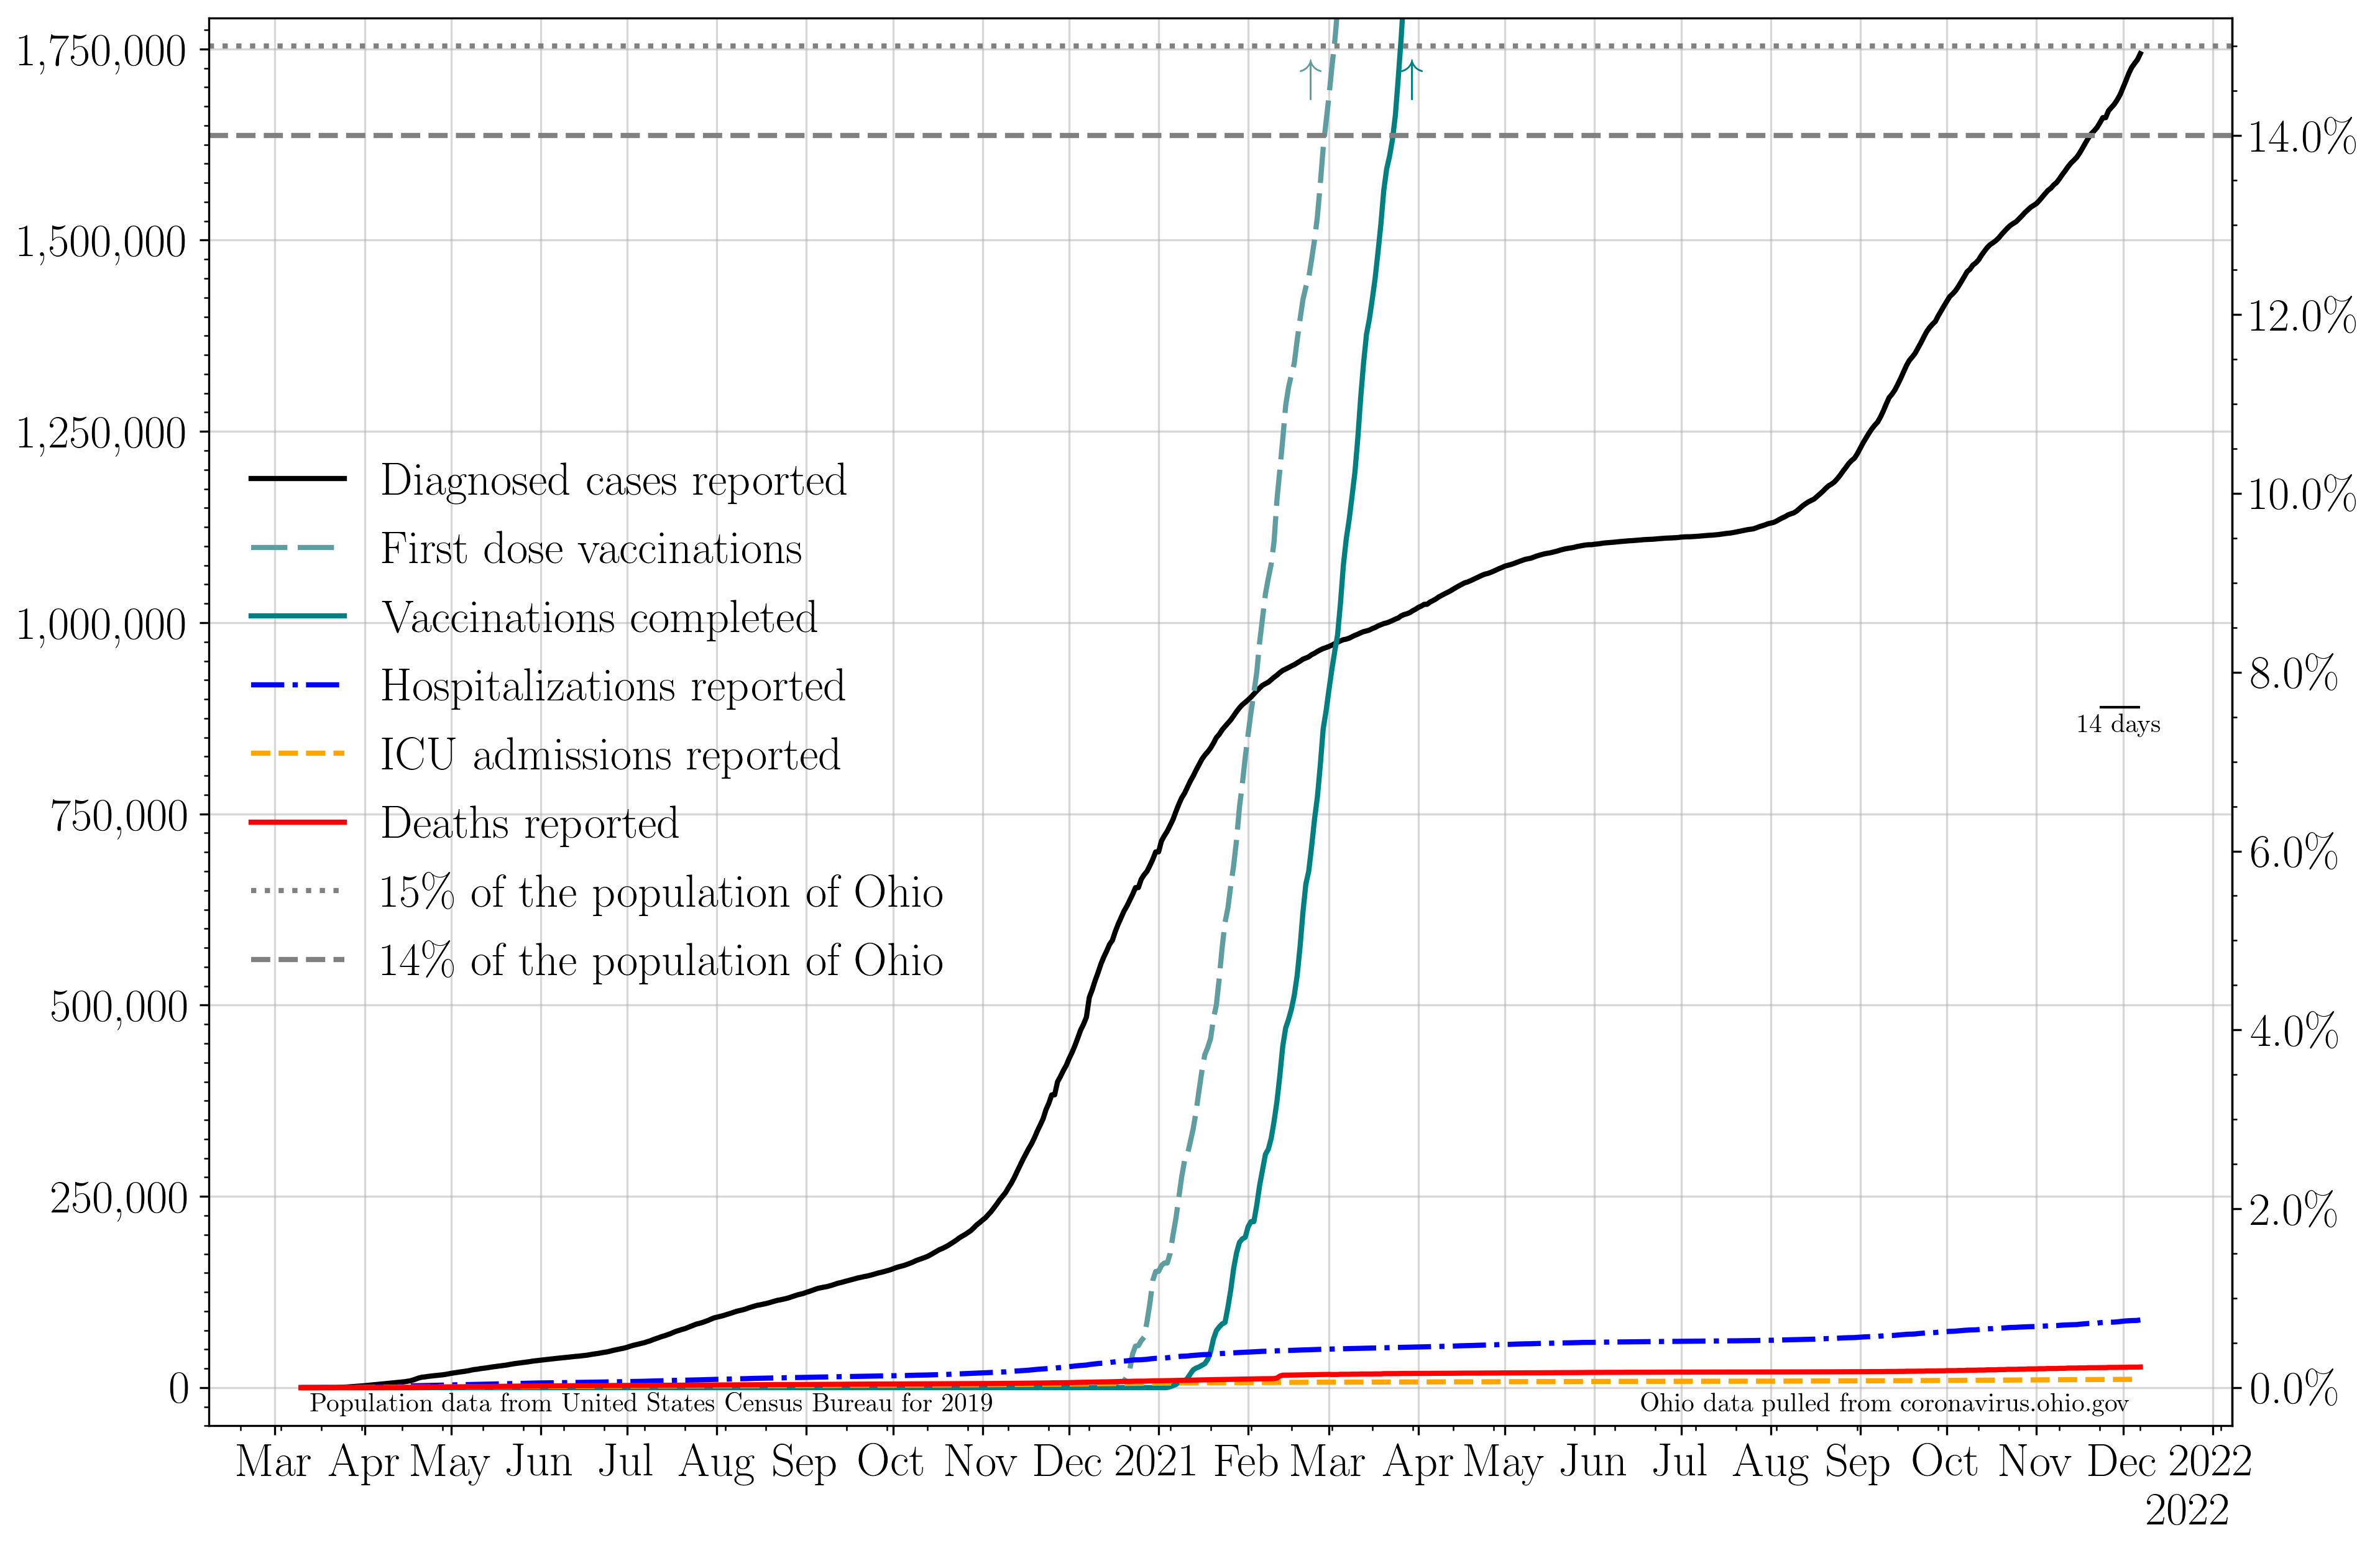 1,750,000
1,500,000
1,250,000
1,000,000
750,000
500,000
250,000
0
↑
↑
Diagnosed cases reported
First dose vaccinations
Vaccinations completed
Hospitalizations reported
ICU admissions reported
Deaths reported
15% of the population of Ohio
14% of the population of Ohio
14 days
14.0%
12.0%
10.0%
8.0%
6.0%
4.0%
2.0%
0.0%
Population data from United States Census Bureau for 2019
Ohio data pulled from coronavirus.ohio.gov
Mar Apr May Jun Jul Aug Sep Oct Nov Dec 2021 Feb Mar Apr May Jun Jul Aug Sep Oct Nov Dec 2022
2022